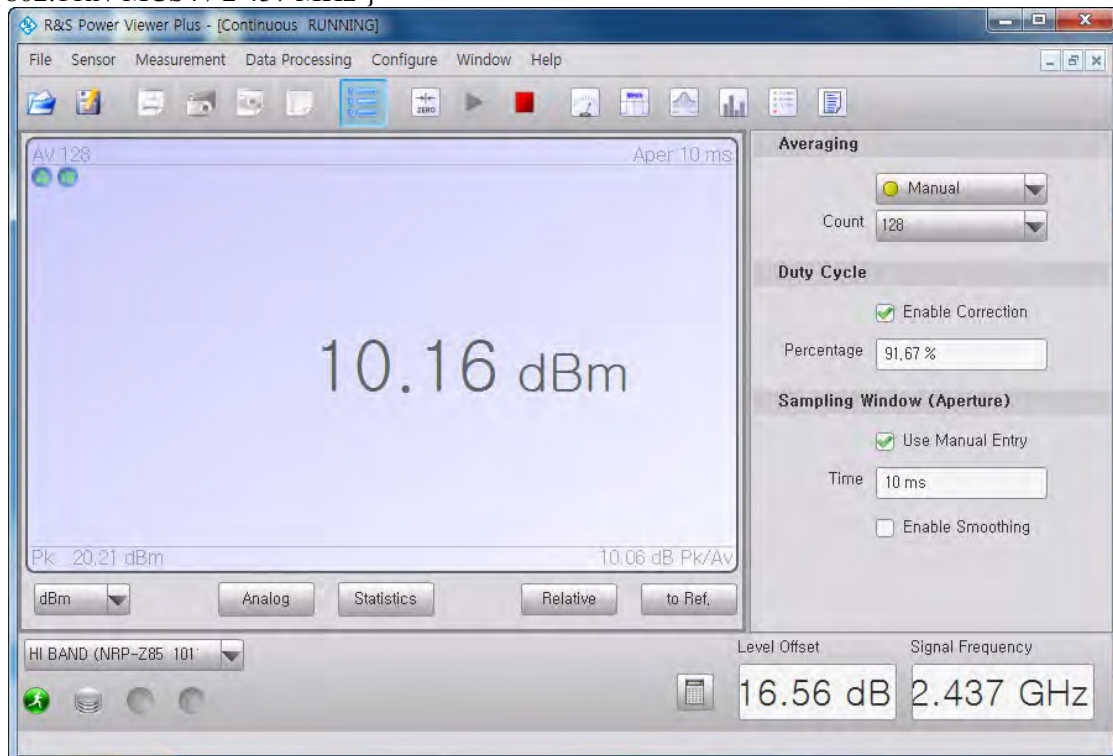 R&S Power Viewer Plus - [Continuous RUNNING]
File Sensor Measurement Data Processing Configure Window Help
ZERO
AV 128 Aper 10 ms
10.16 dBm
Pk 20.21 dBm 10.06 dB Pk/Av
dBm Analog Statistics Relative to Ref.
Averaging
Manual
Count 128
Duty Cycle
Enable Correction
Percentage 91,67 %
Sampling Window (Aperture)
Use Manual Entry
Time 10 ms
Enable Smoothing
HI BAND (NRP-Z85 101
Level Offset Signal Frequency
16.56 dB 2.437 GHz